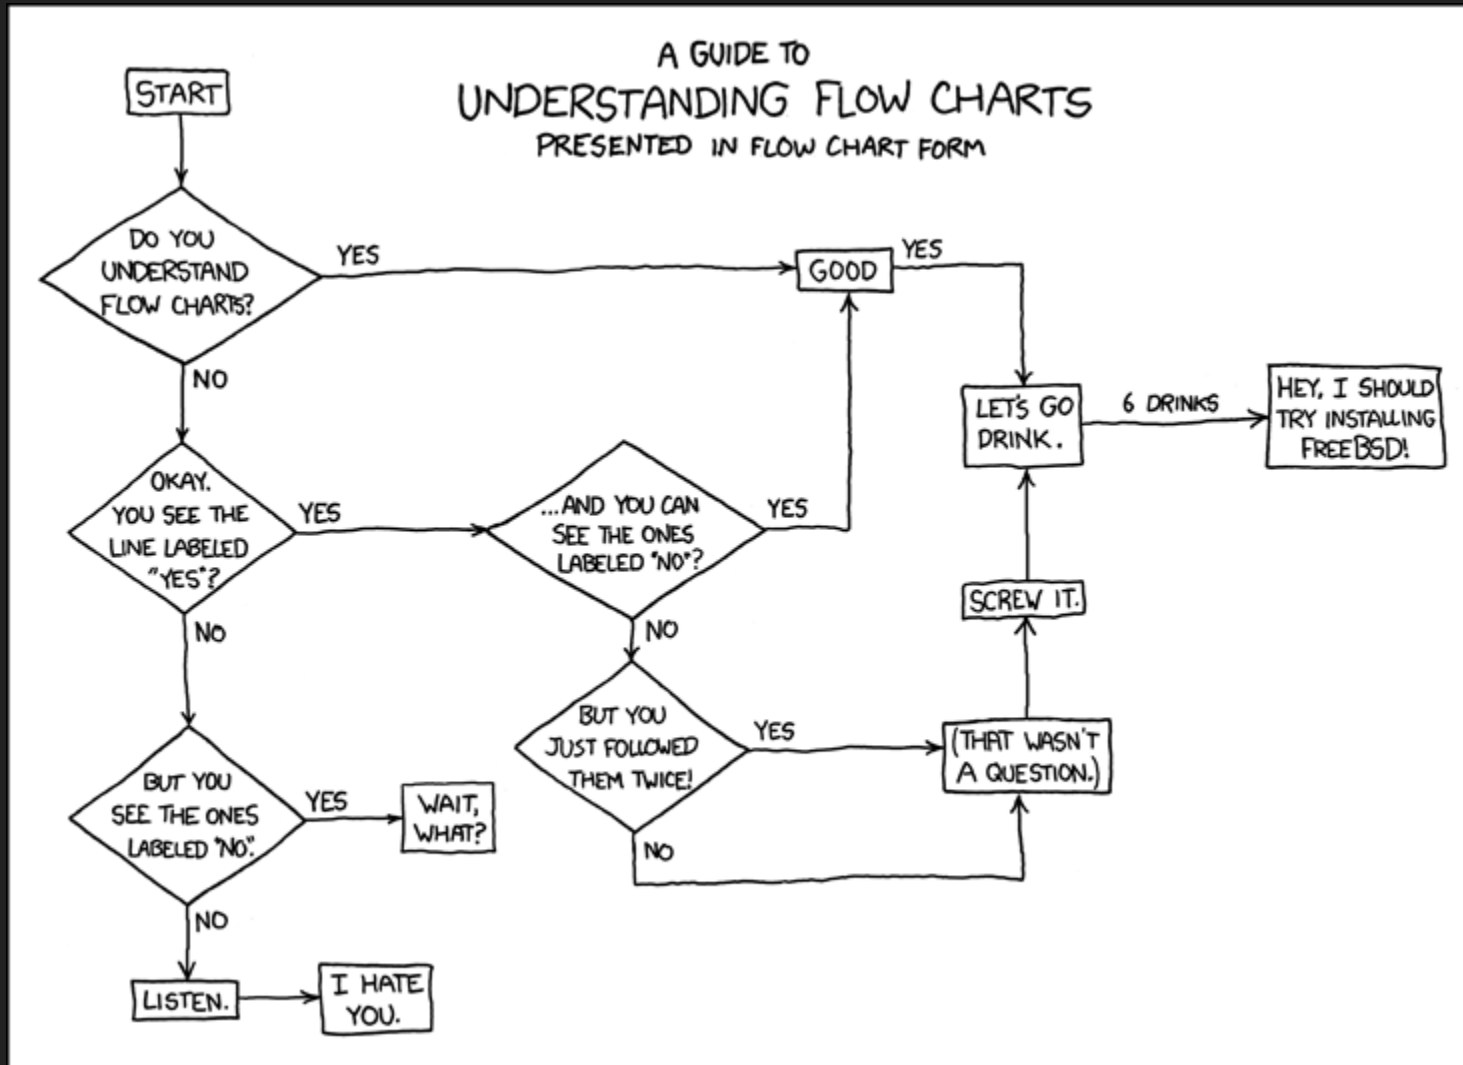 A GUIDE TO
UNDERSTANDING FLOW CHARTS
PRESENTED IN FLOW CHART FORM
START
DO YOU
UNDERSTAND
FLOW CHARTS?
YES
GOOD
YES
NO
LET'S GO
DRINK.
6 DRINKS
HEY, I SHOULD
TRY INSTALLING
FREEBSD!
OKAY.
YOU SEE THE
LINE LABELED
"YES"?
YES
...AND YOU CAN
SEE THE ONES
LABELED "NO"?
YES
NO
NO
BUT YOU
JUST FOLLOWED
THEM TWICE!
YES
NO
(THAT WASN'T
A QUESTION.)
SCREW IT.
BUT YOU
SEE THE ONES
LABELED "NO".
YES
WAIT,
WHAT?
NO
LISTEN.
I HATE
YOU.